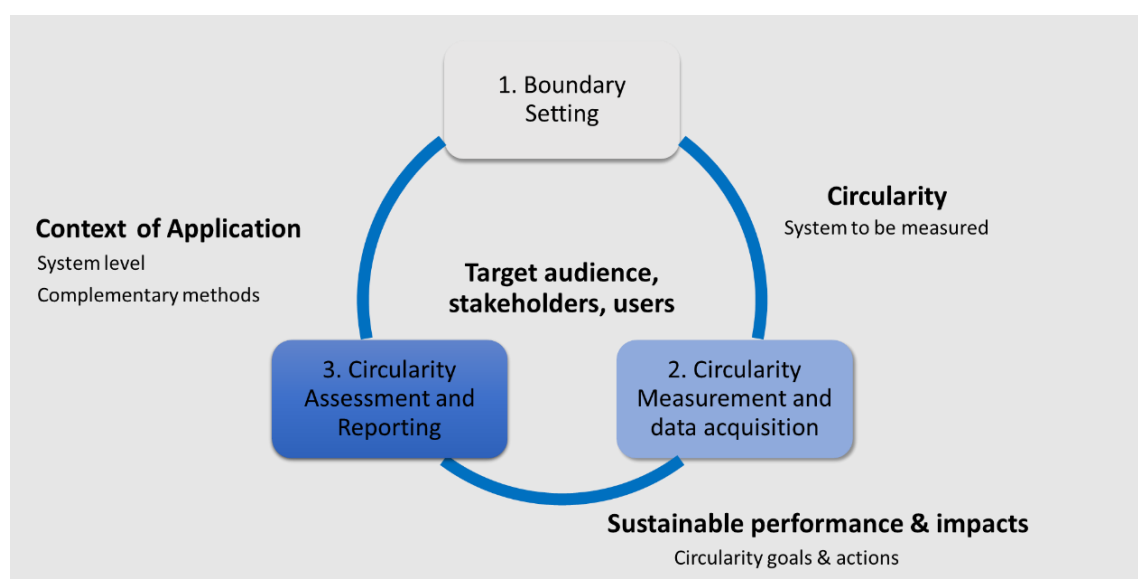 1. Boundary
Setting
Circularity
System to be measured
Context of Application
System level
Complementary methods
Target audience,
stakeholders, users
3. Circularity
Assessment and
Reporting
2. Circularity
Measurement and
data acquisition
Sustainable performance & impacts
Circularity goals & actions